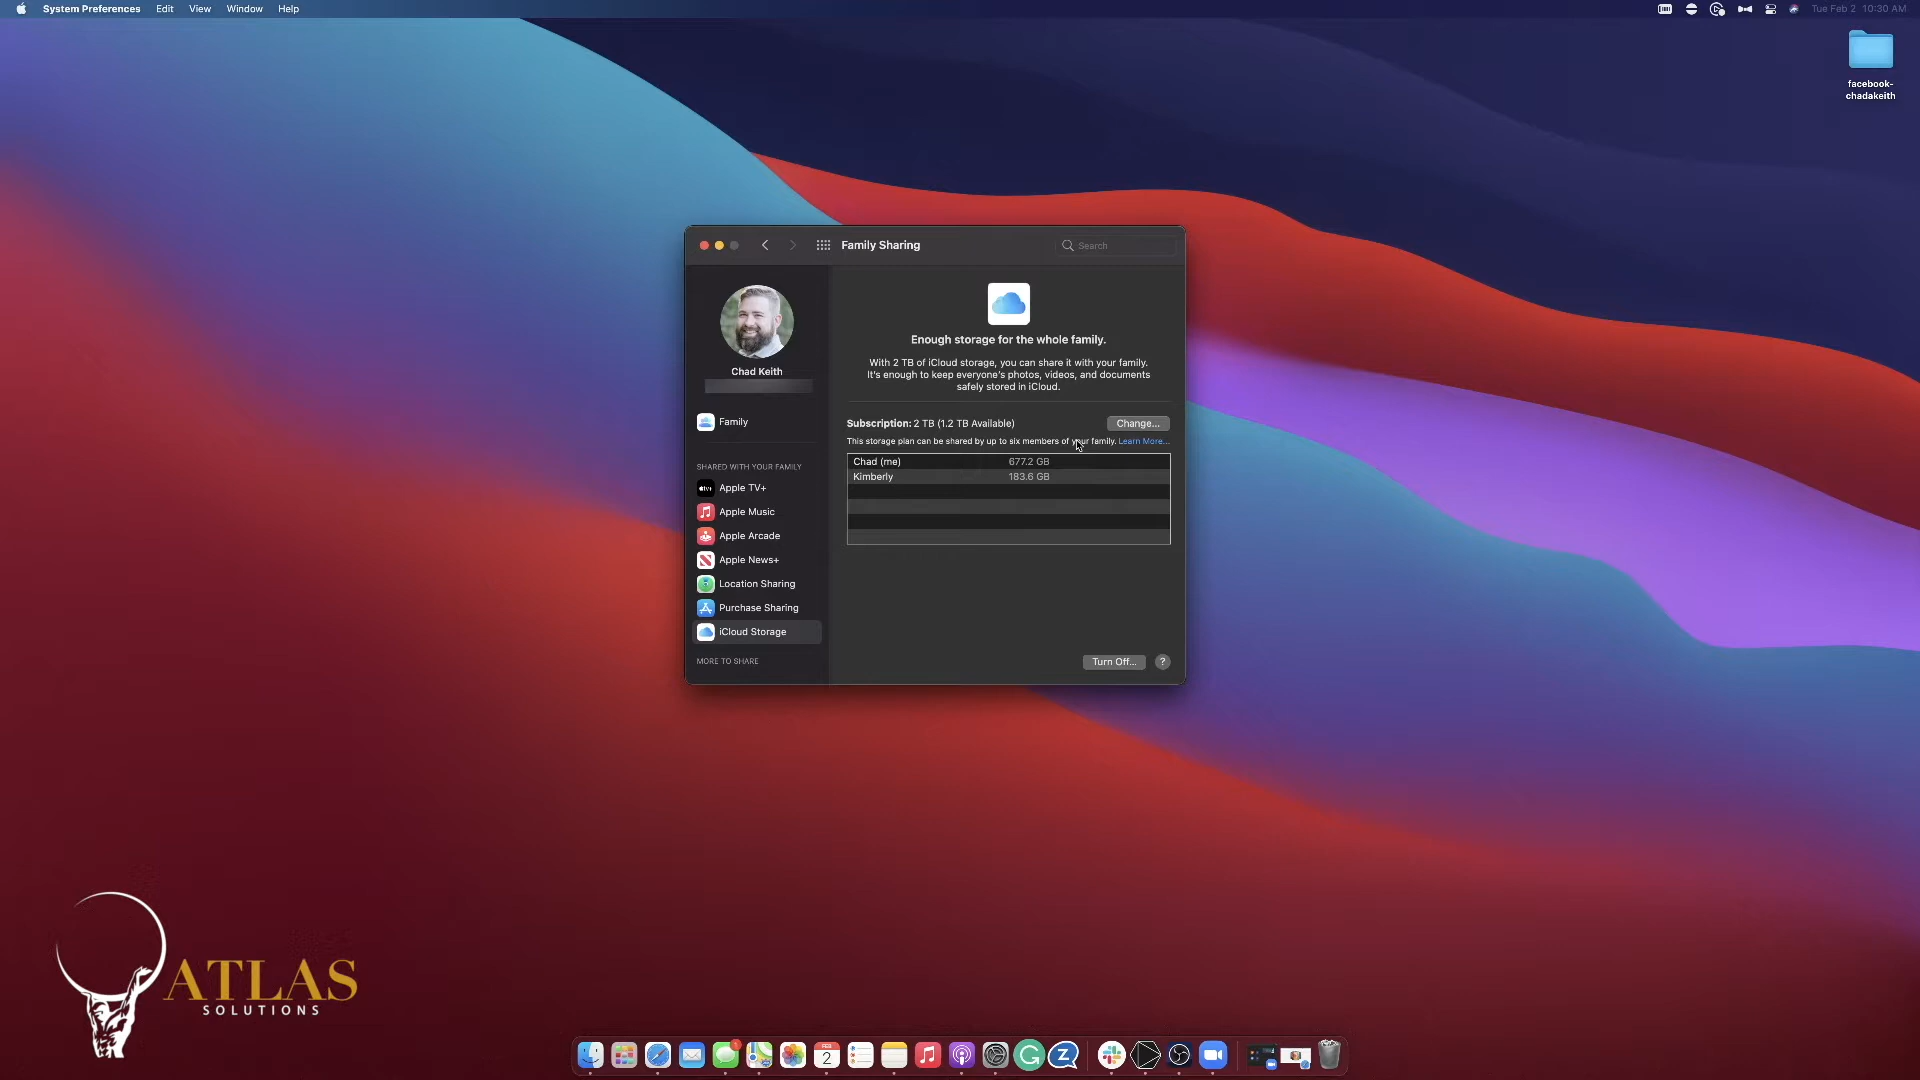 System Preferences Edit View Window Help
Tue Feb 2 10:30 AM
facebook-
chadakeith
Family Sharing
Search
Chad Keith
Family
SHARED WITH YOUR FAMILY
Apple TV+
Apple Music
Apple Arcade
Apple News+
Location Sharing
Purchase Sharing
iCloud Storage
MORE TO SHARE
Enough storage for the whole family.
With 2 TB of iCloud storage, you can share it with your family.
It's enough to keep everyone's photos, videos, and documents
safely stored in iCloud.
Subscription: 2 TB (1.2 TB Available)
Change...
This storage plan can be shared by up to six members of your family. Learn More...
Chad (me) 677.2 GB
Kimberly 183.6 GB
Turn Off...
?
ATLAS
SOLUTIONS
1
FEB
2